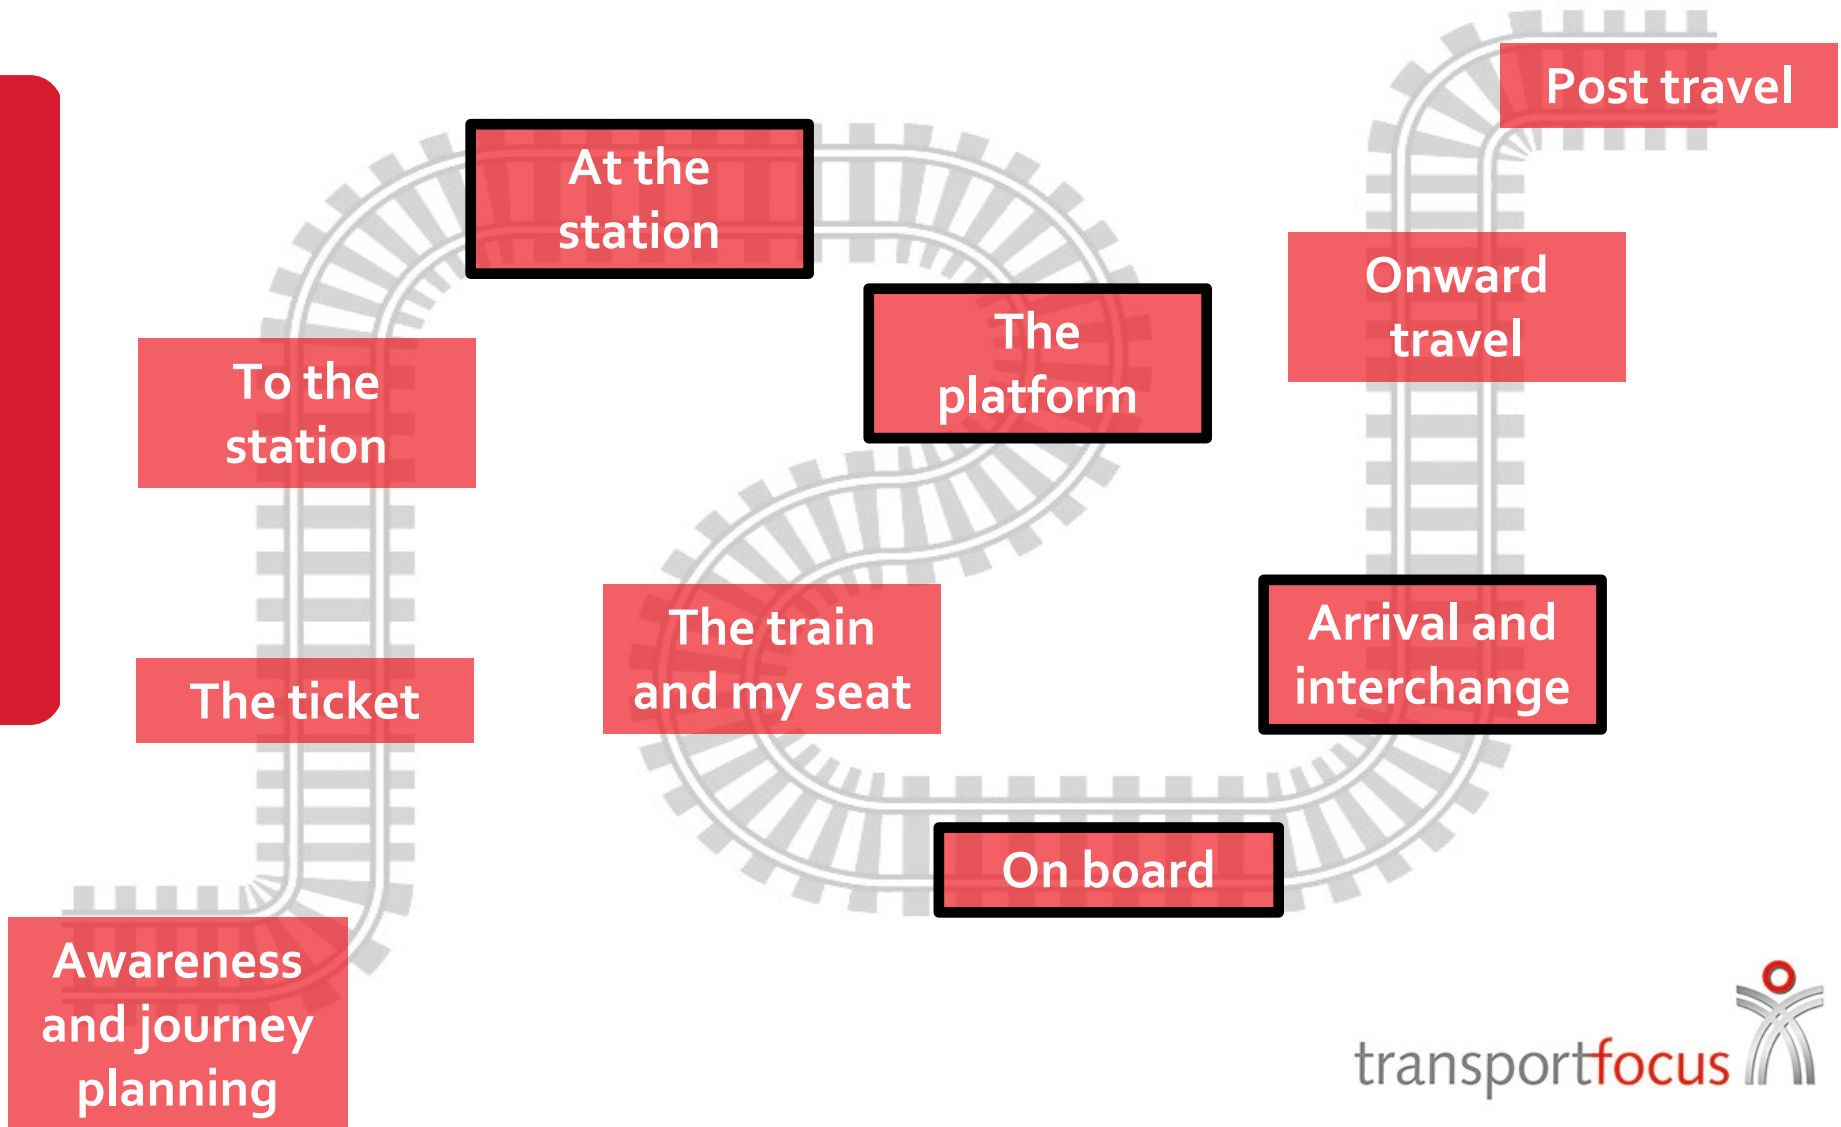 Awareness
and journey
planning
The ticket
To the
station
At the
station
The
platform
The train
and my seat
On board
Arrival and
interchange
Onward
travel
Post travel
transportfocus